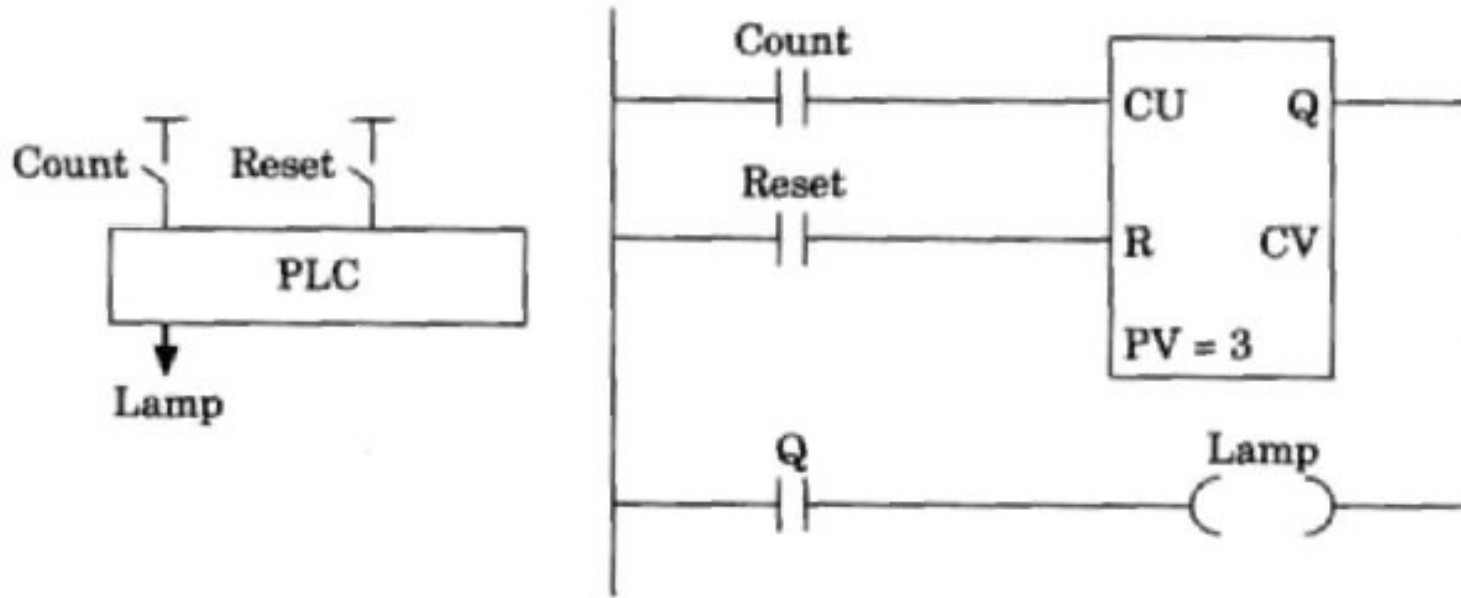 Count
Reset
PLC
Lamp
Count
CU Q
Reset
R CV
PV = 3
Q
Lamp